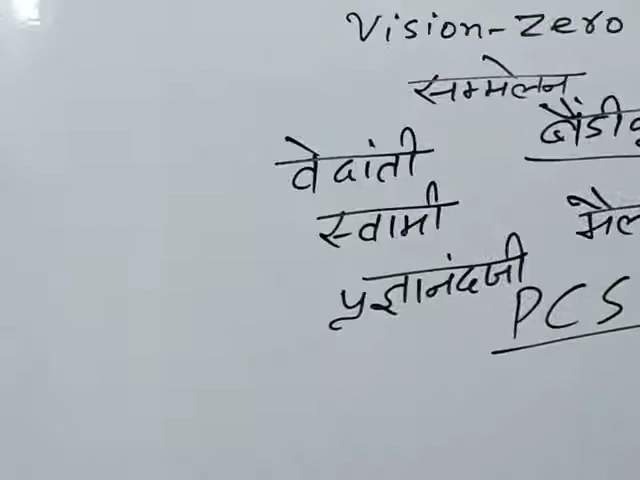 Vision-Zero
सम्मेलन
वेदांती
स्वामी
प्रज्ञानंदजी
PCS